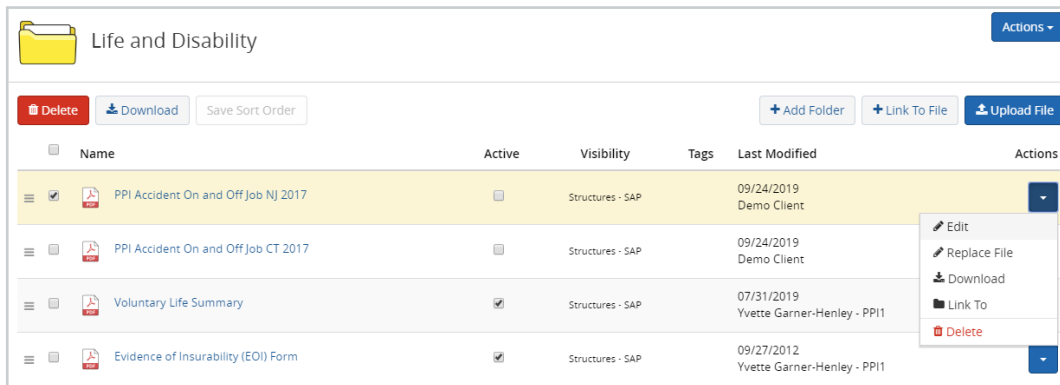 Life and Disability
Actions
Delete Download Save Sort Order Add Folder Link To File Upload File
Name Active Visibility Tags Last Modified Actions
PDF PPI Accident On and Off Job NJ 2017 Structures - SAP 09/24/2019
Demo Client
Edit
PDF PPI Accident On and Off Job CT 2017 Structures - SAP 09/24/2019
Demo Client
Replace File
Download
PDF Voluntary Life Summary Structures - SAP 07/31/2019
Yvette Garner-Henley - PPI1
Link To
Delete
PDF Evidence of Insurability (EOI) Form Structures - SAP 09/27/2012
Yvette Garner-Henley - PPI1